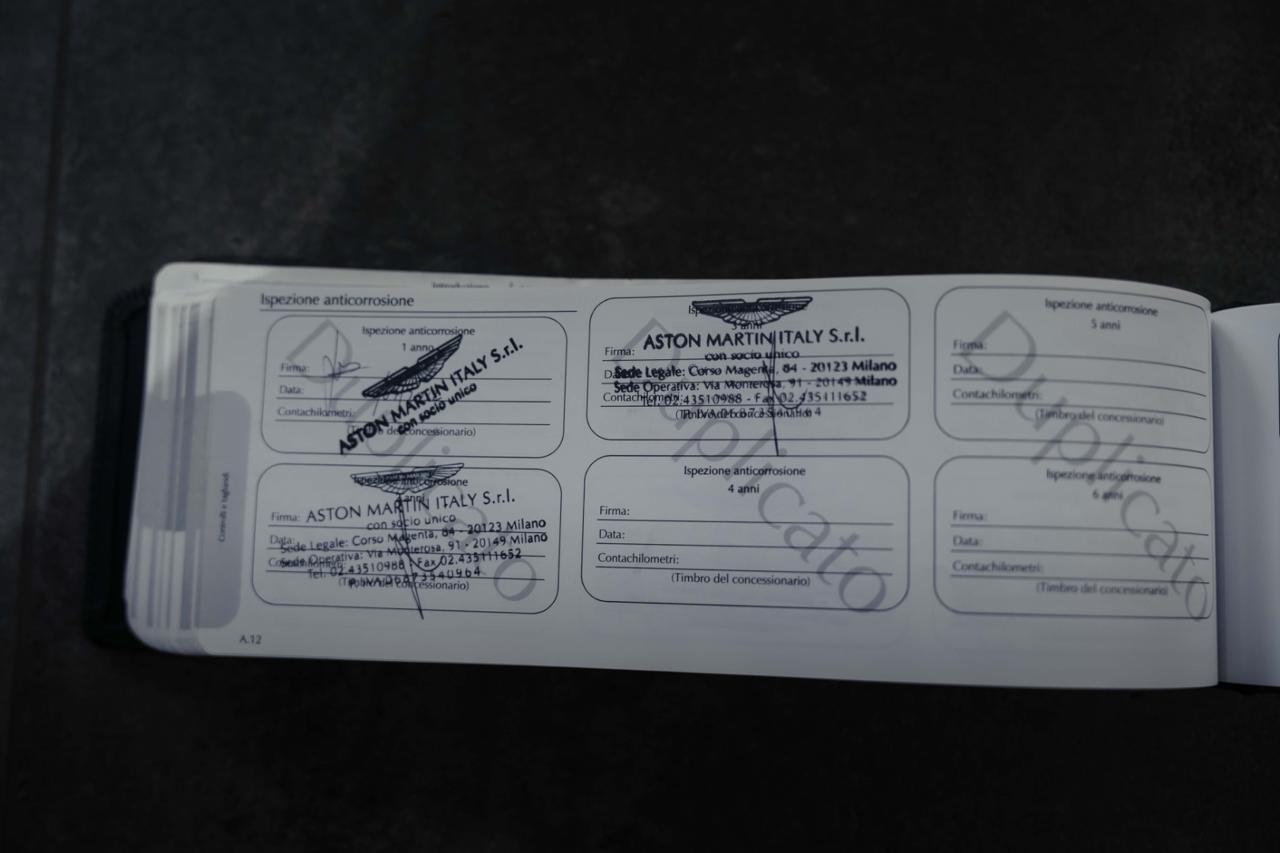 Ispezione anticorrosione
Ispezione anticorrosione
1 anno
Firma:
Data:
Contachilometri:
(Timbro del concessionario)
ASTON MARTIN ITALY S.r.l.
con socio unico
Duplicato
Ispezione anticorrosione
Firma: ASTON MARTIN ITALY S.r.l.
con socio unico
Data:
Sede Legale: Corso Magenta, 84 - 20123 Milano
Sede Operativa: Via Monterosa, 91 - 20149 Milano
Tel. 02.43510988 - Fax 02.435111652
(Timbro del concessionario)
A.12
Controlli e tagliandi
3 anni
ASTON MARTIN ITALY S.r.l.
Firma:
con socio unico
Sede Legale: Corso Magenta, 84 - 20123 Milano
Sede Operativa: Via Monterosa, 91 - 20149 Milano
Contachilometri:
Tel. 02.43510988 - Fax 02.435111652
Duplicato
Ispezione anticorrosione
4 anni
Firma:
Data:
Contachilometri:
(Timbro del concessionario)
Ispezione anticorrosione
5 anni
Firma:
Data:
Contachilometri:
(Timbro del concessionario)
Duplicato
Ispezione anticorrosione
6 anni
Firma:
Data:
Contachilometri:
(Timbro del concessionario)